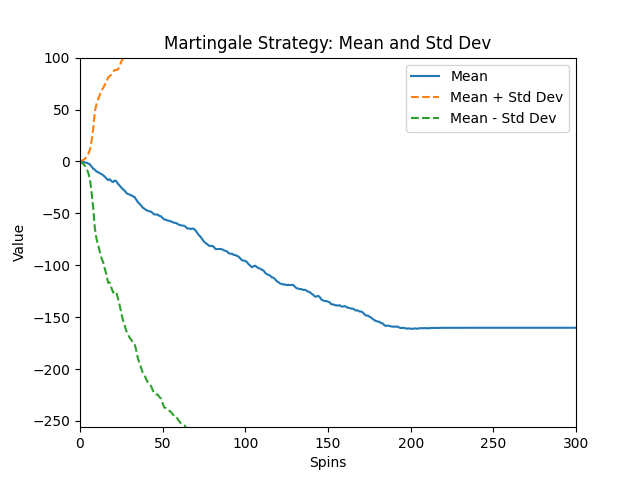 Martingale Strategy: Mean and Std Dev
Mean
Mean + Std Dev
Mean - Std Dev
100
50
0
−50
−100
−150
−200
−250
Value
0 50 100 150 200 250 300
Spins